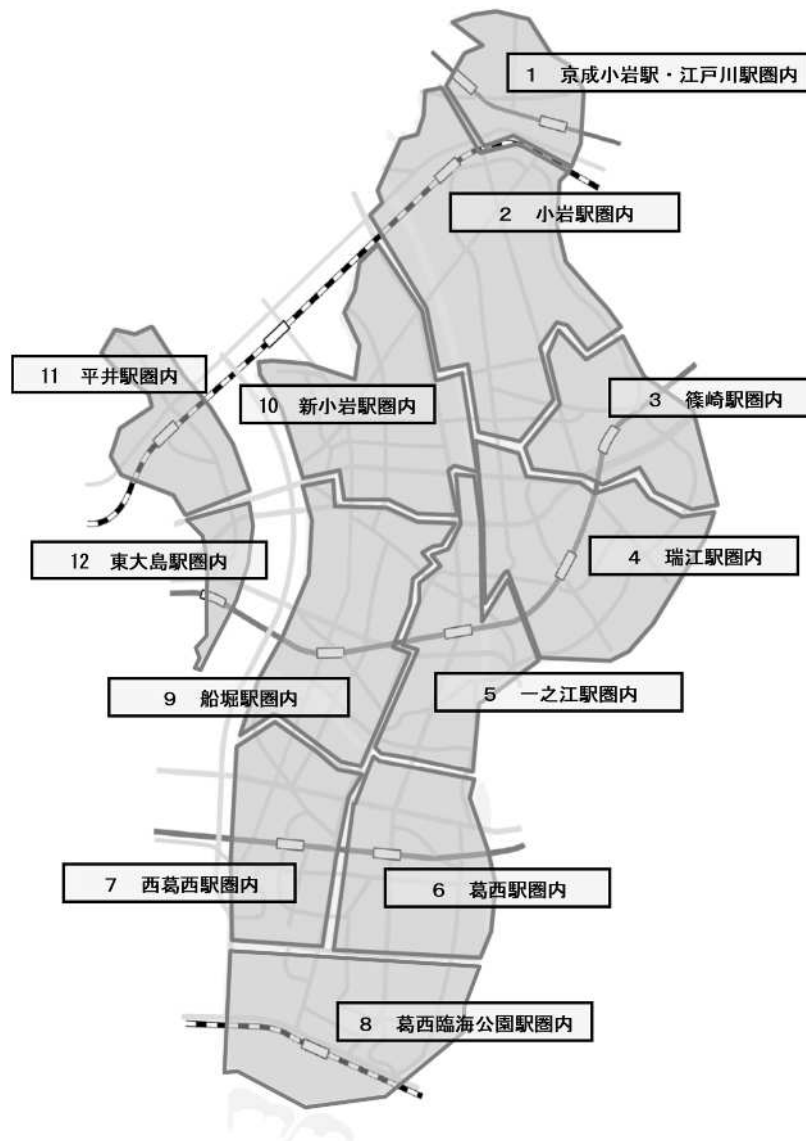 1 京成小岩駅・江戸川駅圏内
2 小岩駅圏内
11 平井駅圏内
10 新小岩駅圏内
3 篠崎駅圏内
12 東大島駅圏内
4 瑞江駅圏内
9 船堀駅圏内
5 一之江駅圏内
7 西葛西駅圏内
6 葛西駅圏内
8 葛西臨海公園駅圏内